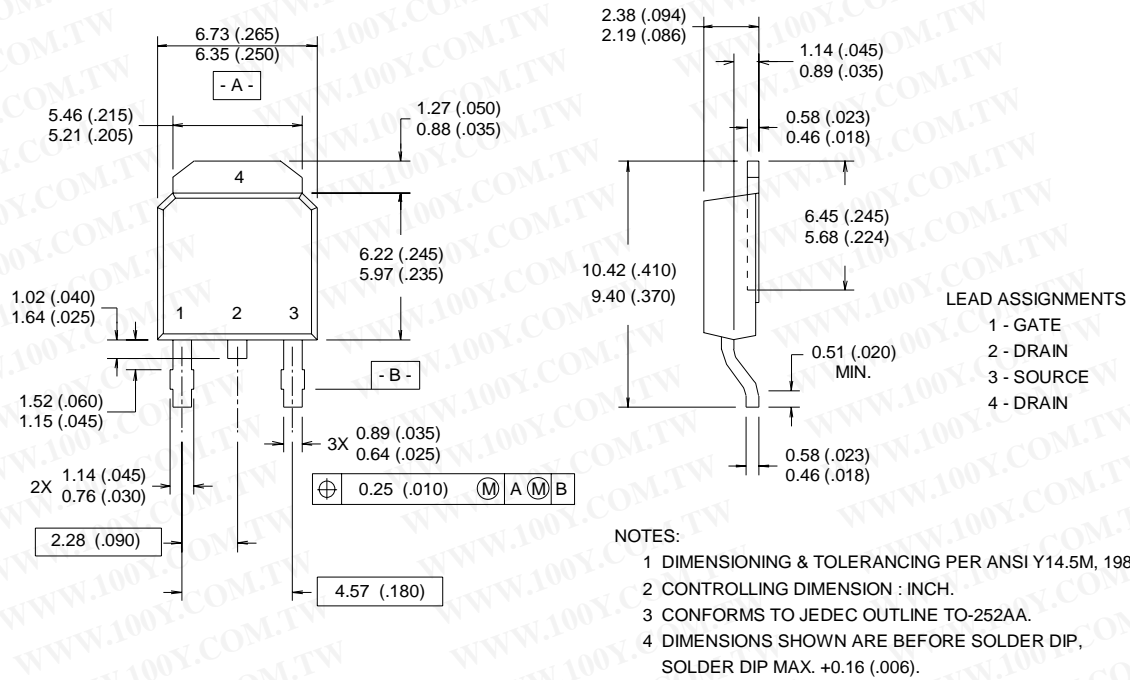 6.73 (.265)
6.35 (.250)
- A -
5.46 (.215)
5.21 (.205)
1.27 (.050)
0.88 (.035)
4
6.22 (.245)
5.97 (.235)
1.02 (.040)
1.64 (.025)
1 2 3
- B -
1.52 (.060)
1.15 (.045)
3X 0.89 (.035)
0.64 (.025)
2X 1.14 (.045)
0.76 (.030)
0.25 (.010) M A M B
2.28 (.090)
4.57 (.180)
2.38 (.094)
2.19 (.086)
1.14 (.045)
0.89 (.035)
0.58 (.023)
0.46 (.018)
6.45 (.245)
5.68 (.224)
10.42 (.410)
9.40 (.370)
0.51 (.020)
MIN.
0.58 (.023)
0.46 (.018)
LEAD ASSIGNMENTS
1 - GATE
2 - DRAIN
3 - SOURCE
4 - DRAIN
NOTES:
1 DIMENSIONING & TOLERANCING PER ANSI Y14.5M, 198
2 CONTROLLING DIMENSION : INCH.
3 CONFORMS TO JEDEC OUTLINE TO-252AA.
4 DIMENSIONS SHOWN ARE BEFORE SOLDER DIP,
SOLDER DIP MAX. +0.16 (.006).
WWW.100Y.COM.TW